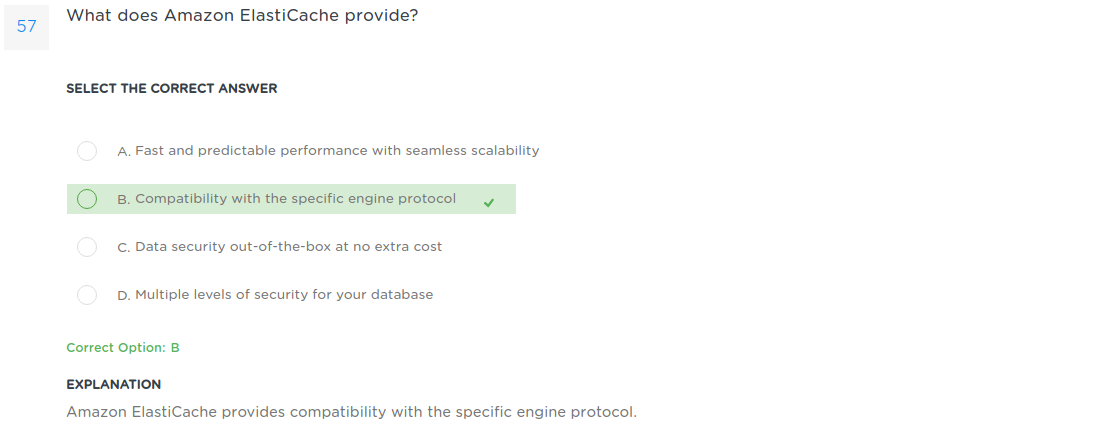 57
What does Amazon ElastiCache provide?
SELECT THE CORRECT ANSWER
A. Fast and predictable performance with seamless scalability
B. Compatibility with the specific engine protocol
C. Data security out-of-the-box at no extra cost
D. Multiple levels of security for your database
Correct Option: B
EXPLANATION
Amazon ElastiCache provides compatibility with the specific engine protocol.